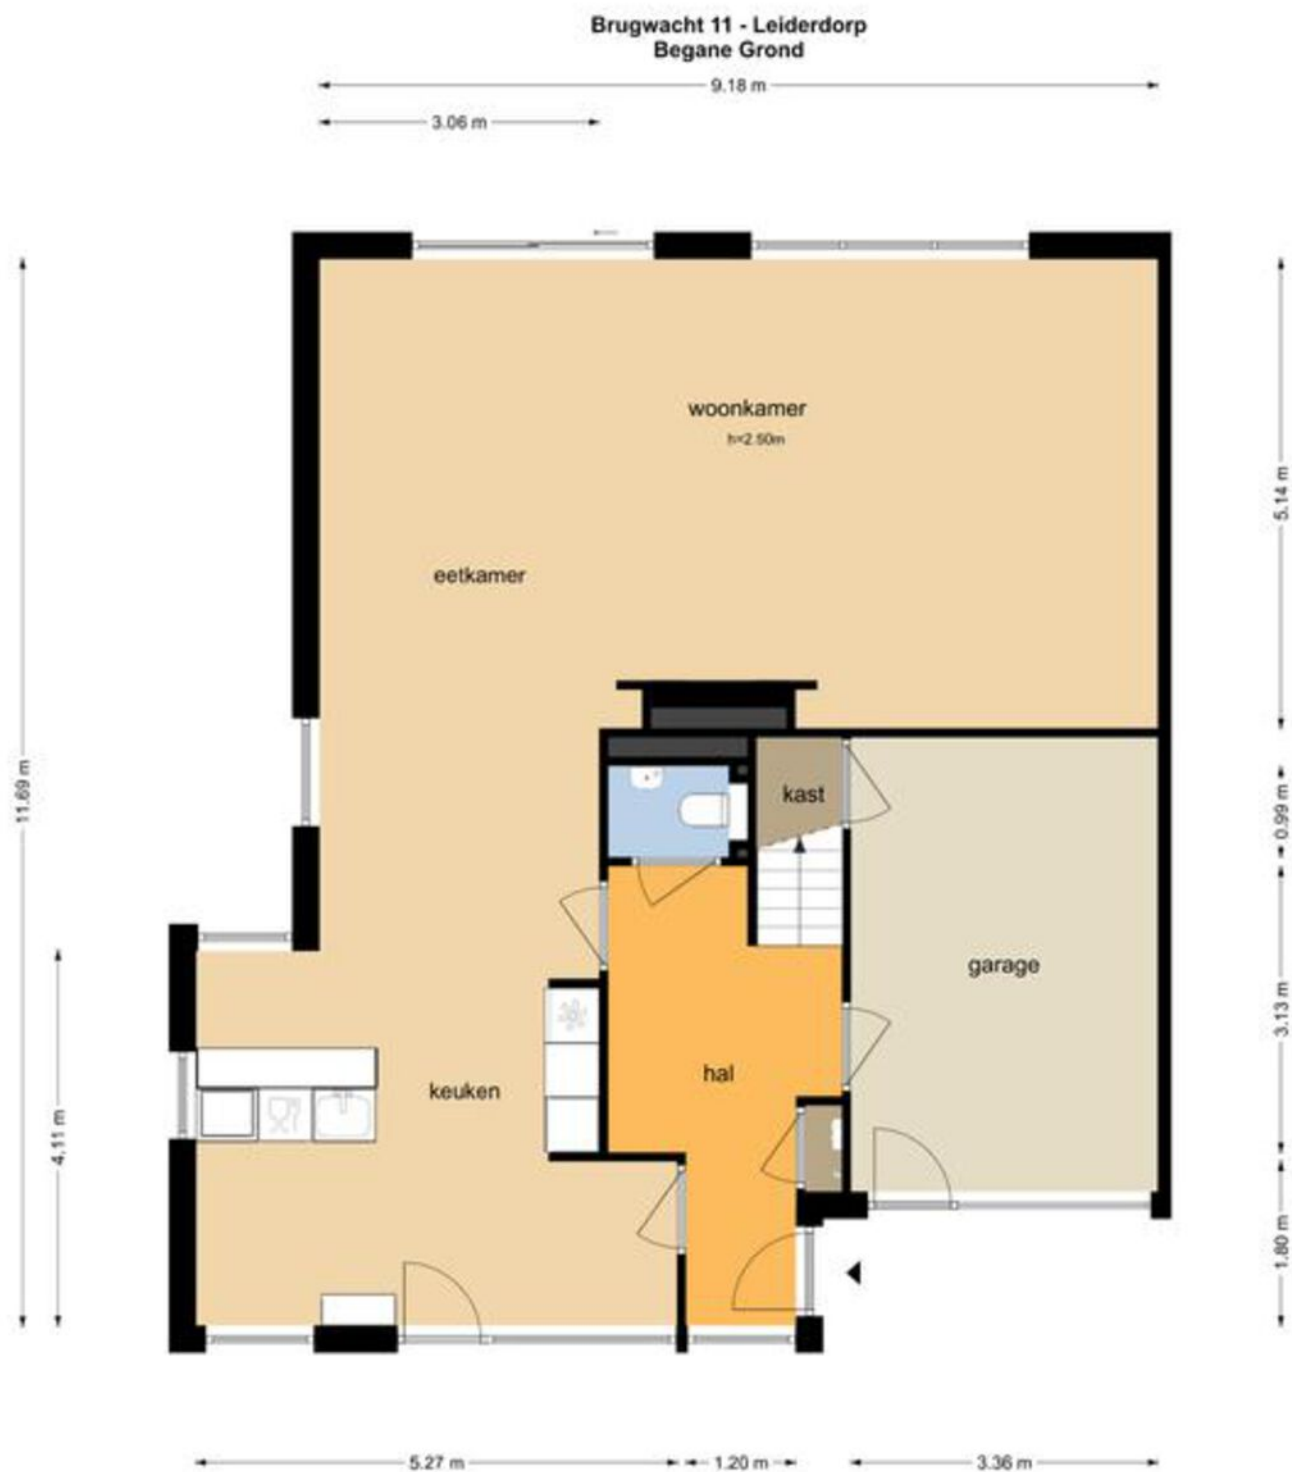 Brugwacht 11 - Leiderdorp
Begane Grond
9.18 m
3.06 m
woonkamer
h=2.50m
5.14 m
eetkamer
11.69 m
kast
0.99 m
garage
3.13 m
hal
keuken
4.11 m
1.80 m
5.27 m
1.20 m
3.36 m